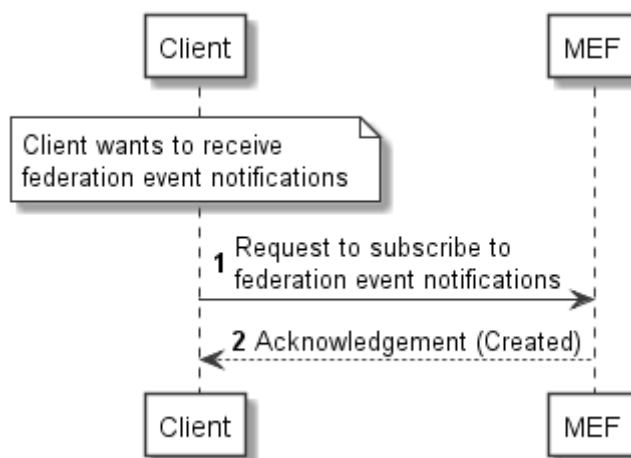 Client
MEF
Client wants to receive
federation event notifications
1 Request to subscribe to
federation event notifications
2 Acknowledgement (Created)
Client
MEF